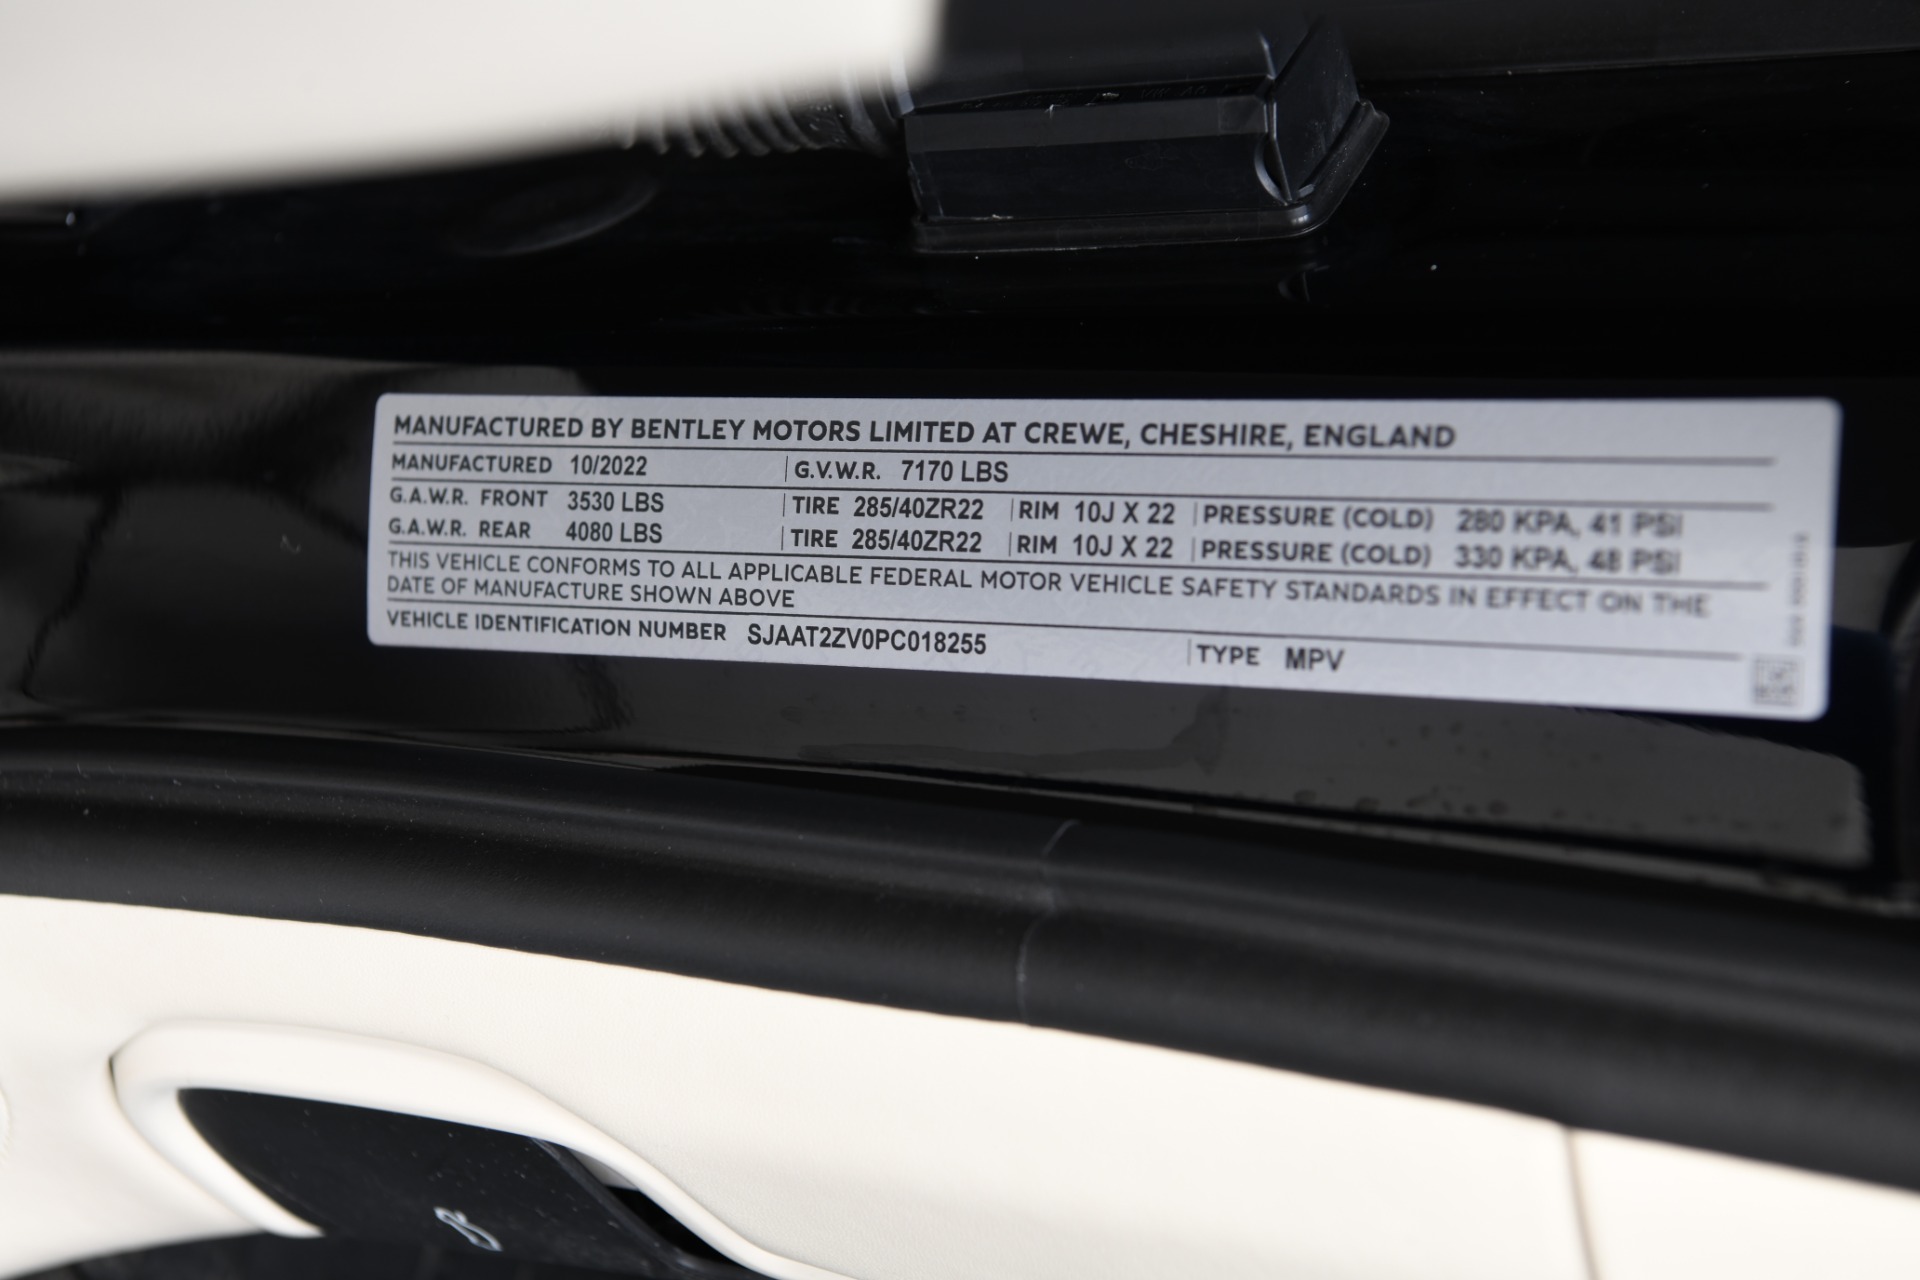 MANUFACTURED BY BENTLEY MOTORS LIMITED AT CREWE, CHESHIRE, ENGLAND
MANUFACTURED 10/2022 G.V.W.R. 7170 LBS
G.A.W.R. FRONT 3530 LBS TIRE 285/40ZR22 RIM 10J X 22 PRESSURE (COLD) 280 KPA, 41 PSI
G.A.W.R. REAR 4080 LBS TIRE 285/40ZR22 RIM 10J X 22 PRESSURE (COLD) 330 KPA, 48 PSI
THIS VEHICLE CONFORMS TO ALL APPLICABLE FEDERAL MOTOR VEHICLE SAFETY STANDARDS IN EFFECT ON THE
DATE OF MANUFACTURE SHOWN ABOVE
VEHICLE IDENTIFICATION NUMBER SJAAT2ZV0PC018255 TYPE MPV